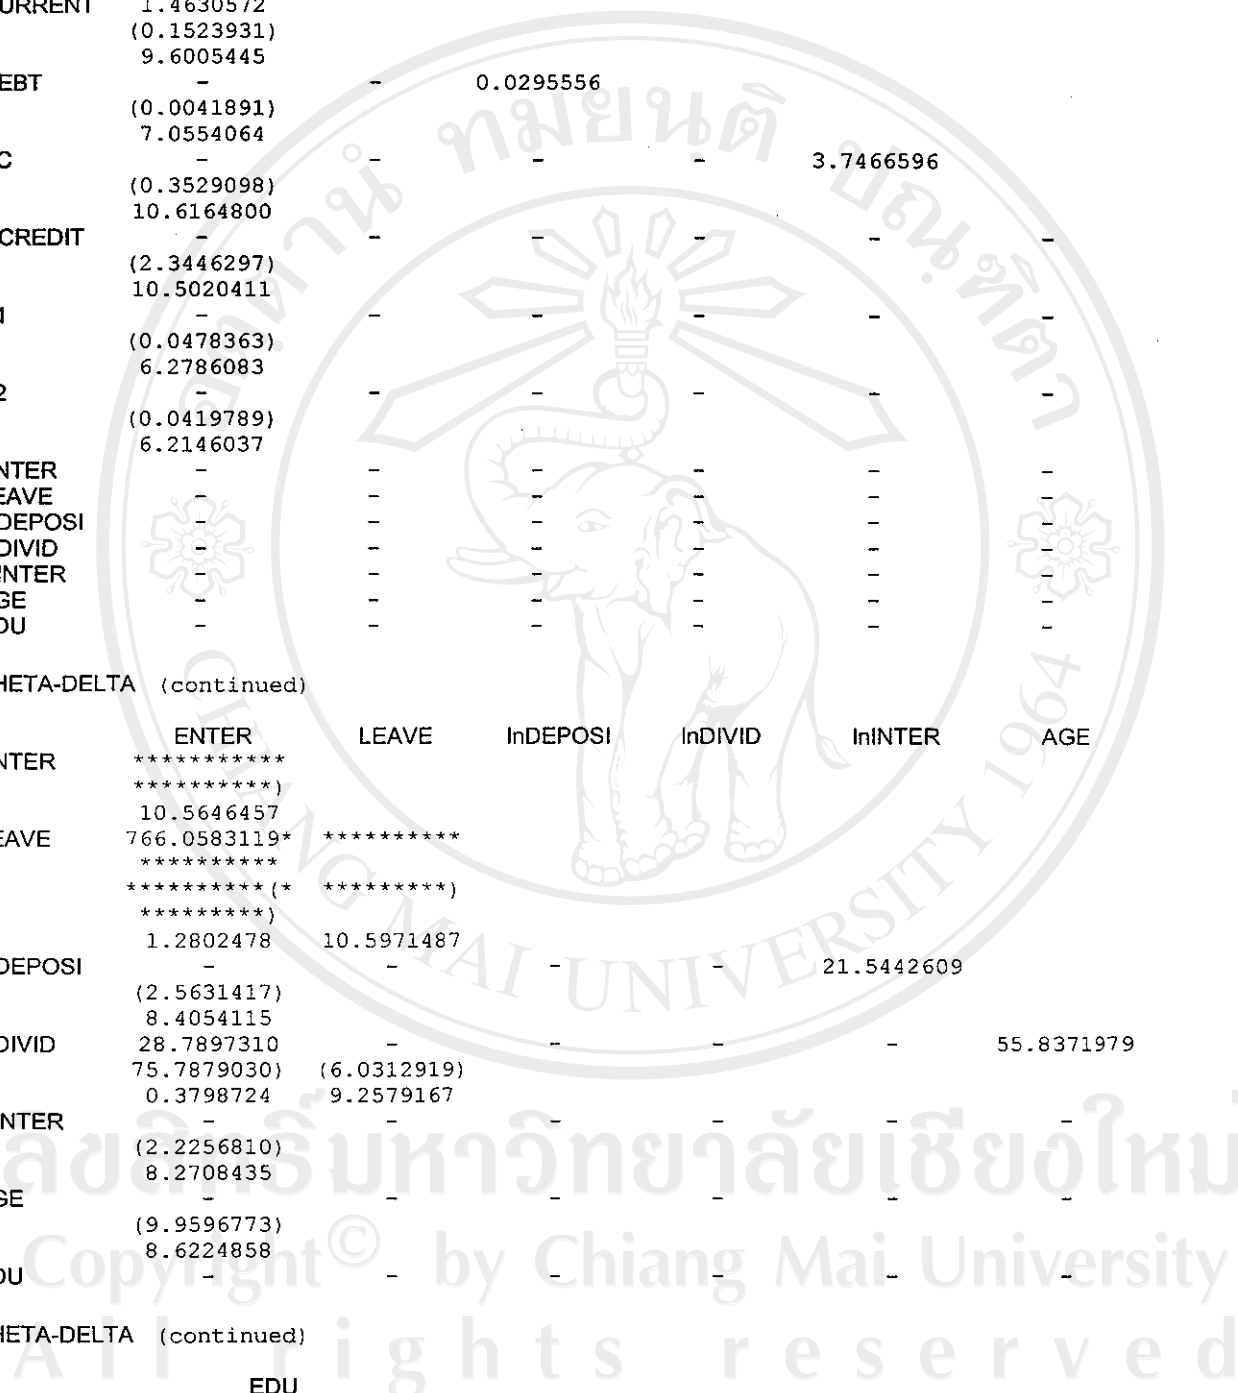 URRENT 1.4630572
(0.1523931)
9.6005445
EBT - - 0.0295556
(0.0041891)
7.0554064
C - - - - 3.7466596
(0.3529098)
10.6164800
CREDIT - - - - - -
(2.3446297)
10.5020411
- - - - - -
(0.0478363)
6.2786083
2 - - - - - -
(0.0419789)
6.2146037
NTER - - - - - -
EAVE - - - - - -
DEPOSI - - - - - -
DIVID - - - - - -
INTER - - - - - -
GE - - - - - -
DU - - - - - -
HETA-DELTA (continued)
ENTER LEAVE lnDEPOSI lnDIVID lnINTER AGE
NTER ***********
**********)
10.5646457
EAVE 766.0583119* **********
**********
**********(* *********)
*********)
1.2802478 10.5971487
DEPOSI - - - - 21.5442609
(2.5631417)
8.4054115
DIVID 28.7897310 - - - - 55.8371979
75.7879030) (6.0312919)
0.3798724 9.2579167
NTER - - - - - -
(2.2256810)
8.2708435
GE - - - - - -
(9.9596773)
8.6224858
DU - - - - - -
HETA-DELTA (continued)
EDU
CHIANG MAI UNIVERSITY 1964
ลิขสิทธิ์มหาวิทยาลัยเชียงใหม่
Copyright© by Chiang Mai University
All rights reserved